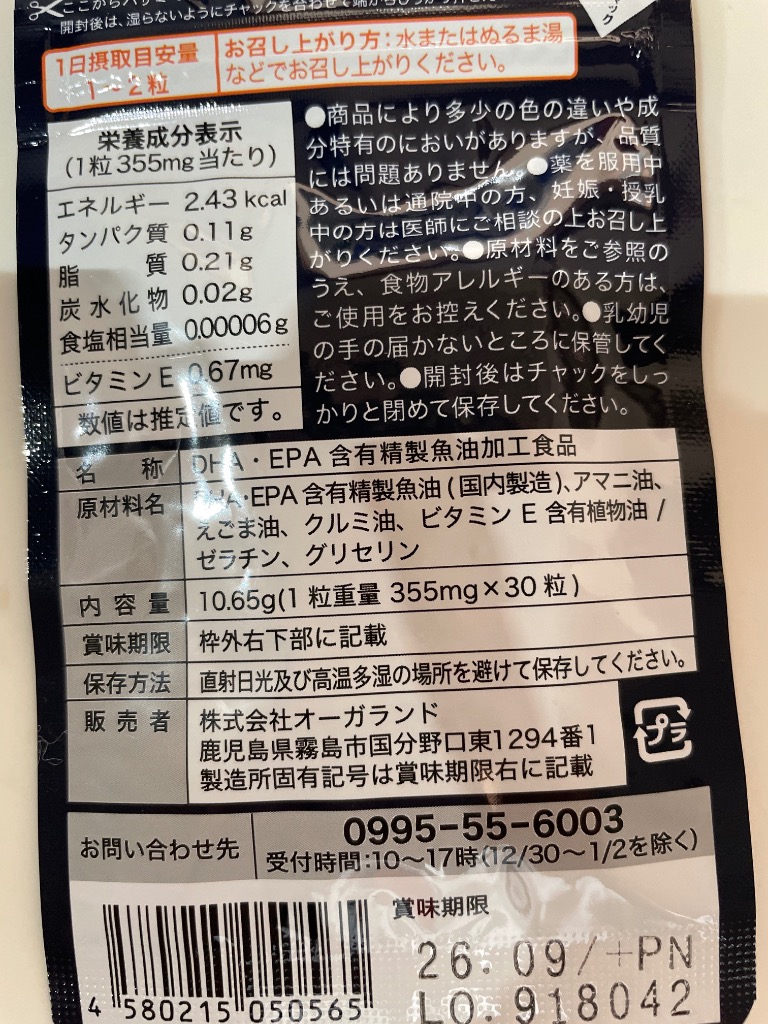 開封後は、湿らないようにチャックを合わせて端から
1日摂取目安量
1～2粒
お召し上がり方:水またはぬるま湯
などでお召し上がりください。
栄養成分表示
(1粒355mg当たり)
エネルギー 2.43 kcal
タンパク質 0.11g
脂質 0.21g
炭水化物 0.02g
食塩相当量 0.00006g
ビタミンE 0.67mg
数値は推定値です。
●商品により多少の色の違いや成
分特有のにおいがありますが、品質
には問題ありません。●薬を服用中
あるいは通院中の方、妊娠・授乳
中の方は医師にご相談の上お召し上
がりください。●原材料をご参照の
うえ、食物アレルギーのある方は、
ご使用をお控えください。●乳幼児
の手の届かないところに保管してく
ださい。●開封後はチャックをしっ
かりと閉めて保存してください。
名称 DHA・EPA 含有精製魚油加工食品
原材料名 DHA・EPA 含有精製魚油(国内製造)、アマニ油、
えごま油、クルミ油、ビタミン E 含有植物油 /
ゼラチン、グリセリン
内容量 10.65g(1粒重量 355mg×30粒)
賞味期限 枠外右下部に記載
保存方法 直射日光及び高温多湿の場所を避けて保存してください。
販売者 株式会社オーガランド
鹿児島県霧島市国分野口東1294番1
製造所固有記号は賞味期限右に記載
プラ
お問い合わせ先 0995-55-6003
受付時間:10～17時(12/30～1/2を除く)
賞味期限
26. 09/+PN
LO. 918042
4 580215 050565